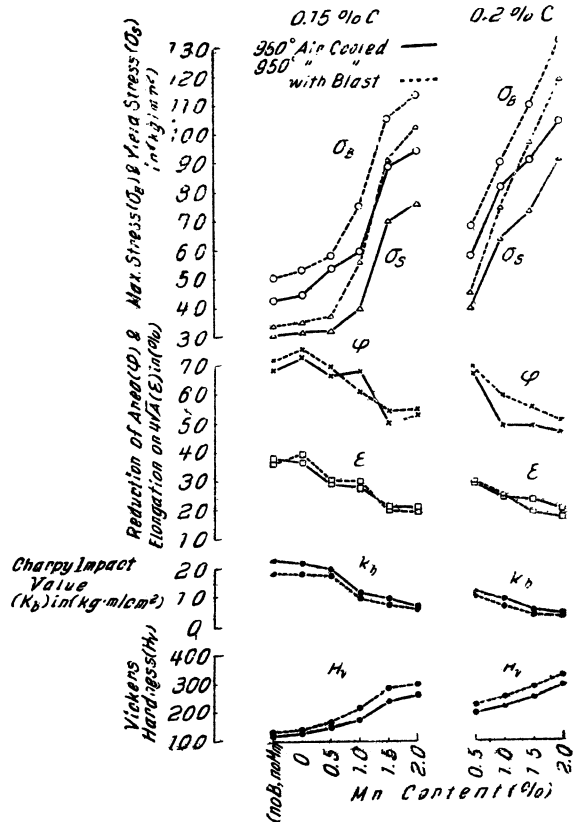 0.15 % C
0.2 % C
950° Air Cooled
950° " "
with Blast
Max. Stress (σB) & Yield Stress (σS)
in (kg/mm²)
130
120
110
100
90
75
60
50
40
30
σB
σS
σB
σS
Reduction of Area (φ) &
Elongation on 4√A (ε) in (%)
70
60
50
40
30
20
10
φ
φ
ε
ε
Charpy Impact
Value
(Kb) in (kg·m/cm²)
20
10
0
Kb
Kb
Vickers
Hardness (Hv)
400
300
200
100
Hv
Hv
(no B, no Mn)
0
0.5
1.0
1.5
2.0
0.5
1.0
1.5
2.0
Mn Content (%)